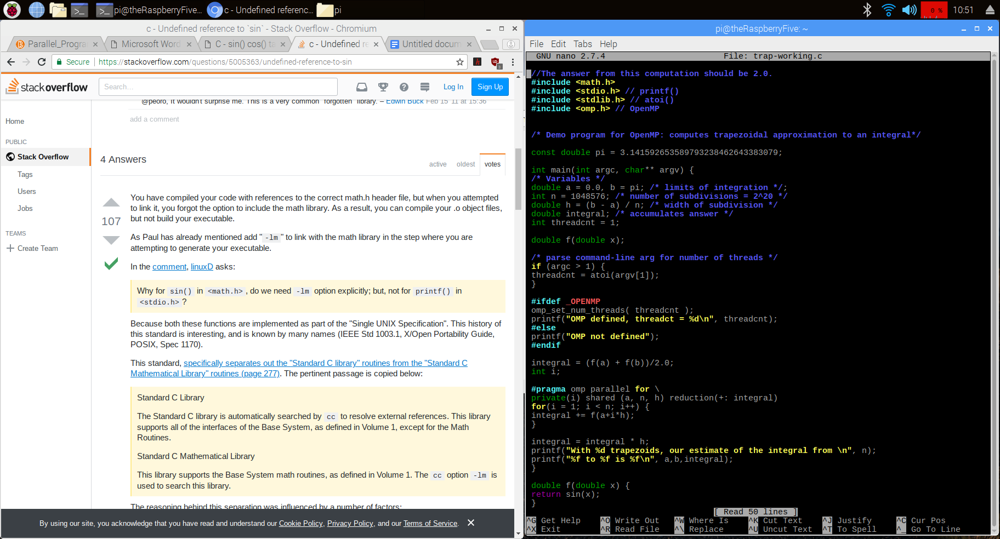 pi@theRaspberryFive...
c - Undefined referenc...
pi
0 %
10:51
c - Undefined reference to `sin` - Stack Overflow - Chromium
Parallel_Progra
Microsoft Word
C - sin() cos() ta
c - Undefined re
Untitled docum
Secure
https://stackoverflow.com/questions/5005363/undefined-reference-to-sin
3
stackoverflow
Search...
Log In
Sign Up
@peoro, it wouldn't surprise me. This is a very common "forgotten" library. – Edwin Buck Feb 15 '11 at 15:36
add a comment
Home
PUBLIC
Stack Overflow
Tags
Users
Jobs
TEAMS
Create Team
4 Answers
active
oldest
votes
107
You have compiled your code with references to the correct math.h header file, but when you attempted
to link it, you forgot the option to include the math library. As a result, you can compile your .o object files,
but not build your executable.
As Paul has already mentioned add "-lm" to link with the math library in the step where you are
attempting to generate your executable.
In the comment, linuxD asks:
Why for sin() in <math.h>, do we need -lm option explicitly; but, not for printf() in
<stdio.h>?
Because both these functions are implemented as part of the "Single UNIX Specification". This history of
this standard is interesting, and is known by many names (IEEE Std 1003.1, X/Open Portability Guide,
POSIX, Spec 1170).
This standard, specifically separates out the "Standard C library" routines from the "Standard C
Mathematical Library" routines (page 277). The pertinent passage is copied below:
Standard C Library
The Standard C library is automatically searched by cc to resolve external references. This library
supports all of the interfaces of the Base System, as defined in Volume 1, except for the Math
Routines.
Standard C Mathematical Library
This library supports the Base System math routines, as defined in Volume 1. The cc option -lm is
used to search this library.
The reasoning behind this separation was influenced by a number of factors:
By using our site, you acknowledge that you have read and understand our Cookie Policy, Privacy Policy, and our Terms of Service.
pi@theRaspberryFive: ~
File Edit Tabs Help
GNU nano 2.7.4 File: trap-working.c
//The answer from this computation should be 2.0.
#include <math.h>
#include <stdio.h> // printf()
#include <stdlib.h> // atoi()
#include <omp.h> // OpenMP
/* Demo program for OpenMP: computes trapezoidal approximation to an integral*/
const double pi = 3.141592653589793238462643383079;
int main(int argc, char** argv) {
/* Variables */
double a = 0.0, b = pi; /* limits of integration */;
int n = 1048576; /* number of subdivisions = 2^20 */
double h = (b - a) / n; /* width of subdivision */
double integral; /* accumulates answer */
int threadcnt = 1;
double f(double x);
/* parse command-line arg for number of threads */
if (argc > 1) {
threadcnt = atoi(argv[1]);
}
#ifdef _OPENMP
omp_set_num_threads( threadcnt );
printf("OMP defined, threadct = %d\n", threadcnt);
#else
printf("OMP not defined");
#endif
integral = (f(a) + f(b))/2.0;
int i;
#pragma omp parallel for \
private(i) shared (a, n, h) reduction(+: integral)
for(i = 1; i < n; i++) {
integral += f(a+i*h);
}
integral = integral * h;
printf("With %d trapezoids, our estimate of the integral from \n", n);
printf("%f to %f is %f\n", a,b,integral);
}
double f(double x) {
return sin(x);
}
[ Read 50 lines ]
^G Get Help ^O Write Out ^W Where Is ^K Cut Text ^J Justify ^C Cur Pos
^X Exit ^R Read File ^\ Replace ^U Uncut Text ^T To Spell ^_ Go To Line